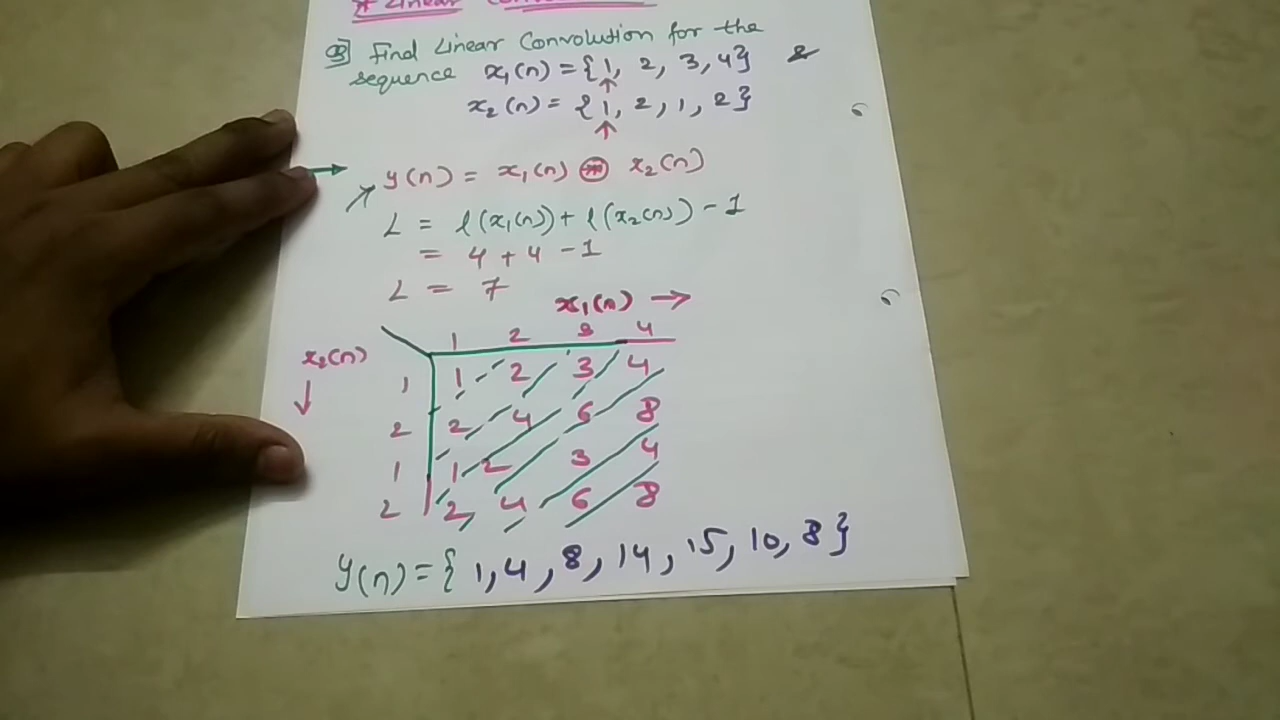 * Linear
Q] Find Linear Convolution for the
sequence x₁(n) = {1, 2, 3, 4} &
↑
x₂(n) = {1, 2, 1, 2}
↑
→
y(n) = x₁(n) ⊛ x₂(n)
L = l(x₁(n)) + l(x₂(n)) - 1
= 4 + 4 - 1
L = 7
x₁(n) →
1 2 3 4
x₂(n) ↓
1 1 2 3 4
2 2 4 6 8
1 1 2 3 4
2 2 4 6 8
y(n) = { 1, 4, 8, 14, 15, 10, 8}